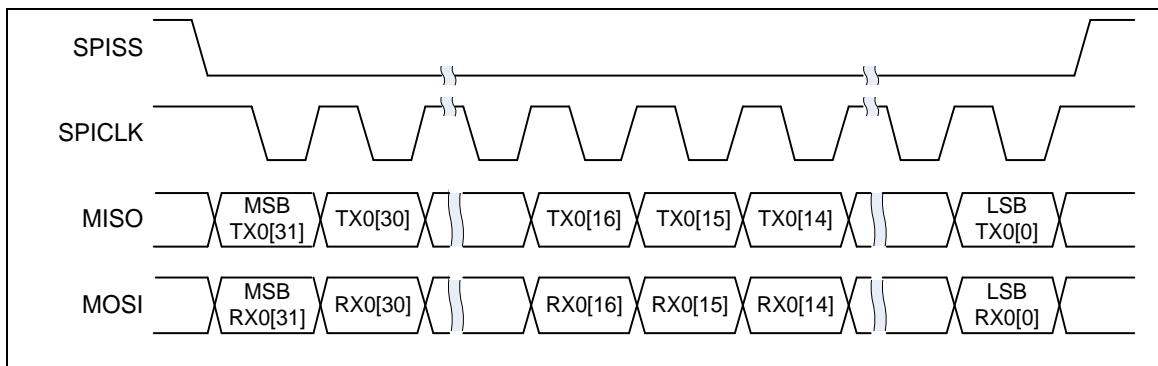 SPISS
SPICLK
MISO
MSB
TX0[31]
TX0[30]
TX0[16]
TX0[15]
TX0[14]
LSB
TX0[0]
MOSI
MSB
RX0[31]
RX0[30]
RX0[16]
RX0[15]
RX0[14]
LSB
RX0[0]